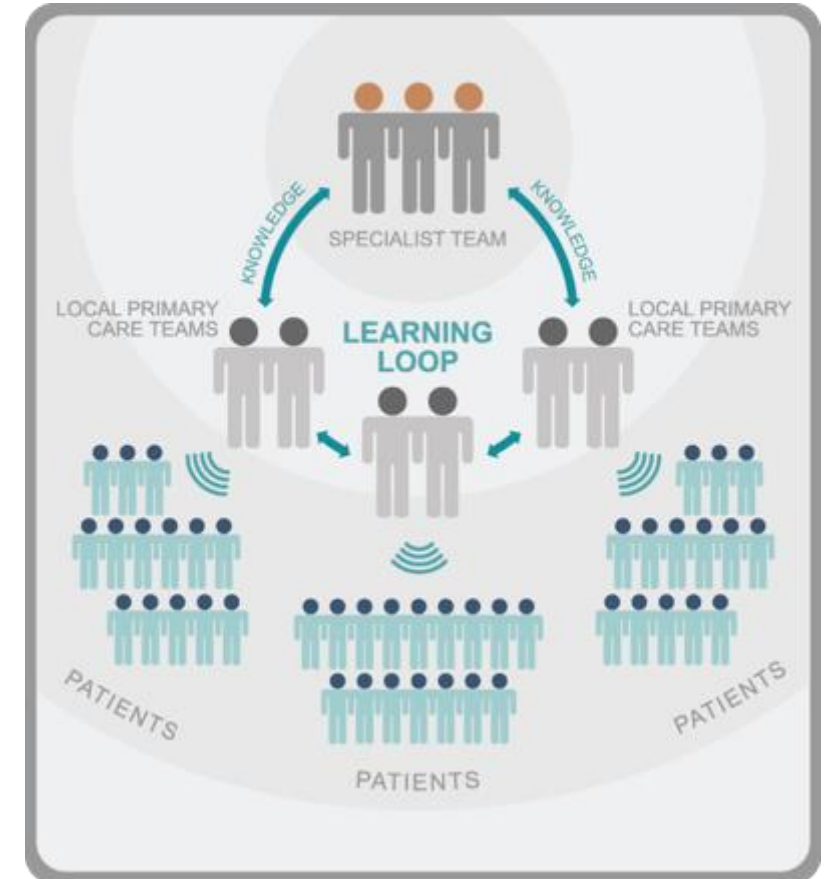 KNOWLEDGE
KNOWLEDGE
SPECIALIST TEAM
LOCAL PRIMARY
CARE TEAMS
LEARNING
LOOP
LOCAL PRIMARY
CARE TEAMS
PATIENTS
PATIENTS
PATIENTS